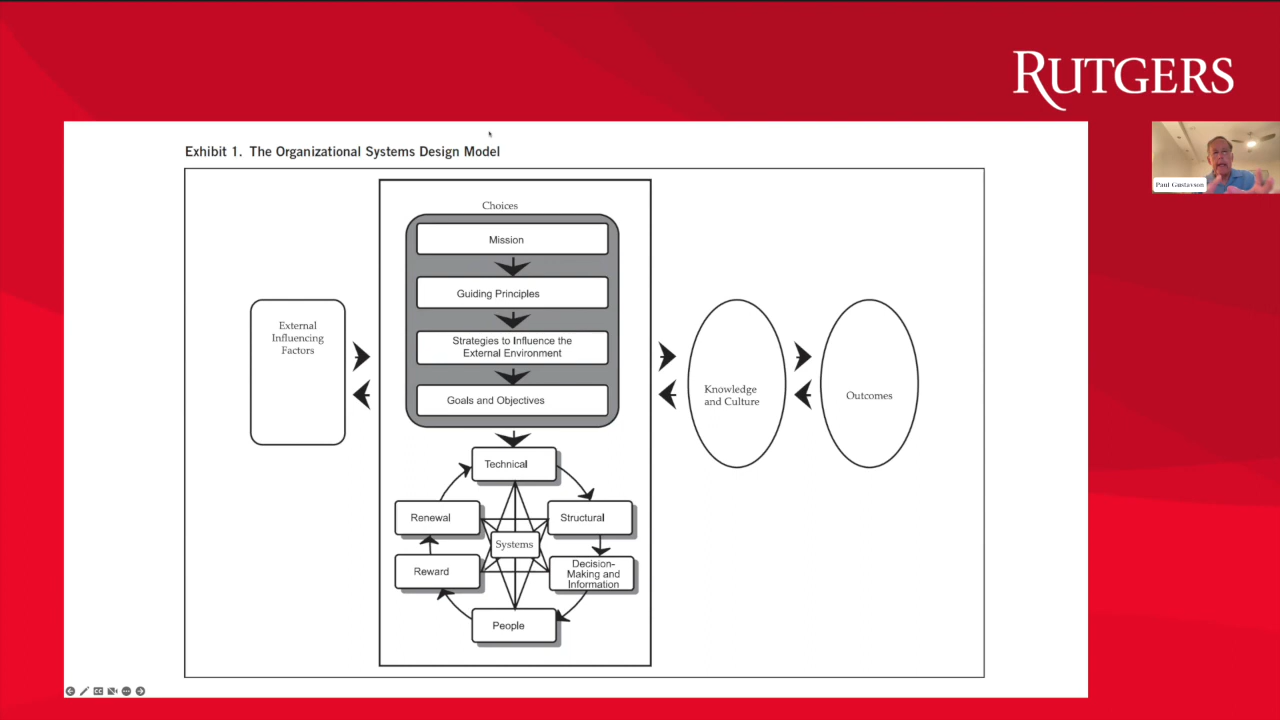 RUTGERS
Exhibit 1. The Organizational Systems Design Model
Paul Gustavson
Choices
Mission
Guiding Principles
Strategies to Influence the
External Environment
Goals and Objectives
External
Influencing
Factors
Knowledge
and Culture
Outcomes
Technical
Renewal
Structural
Systems
Reward
Decision-
Making and
Information
People
CC